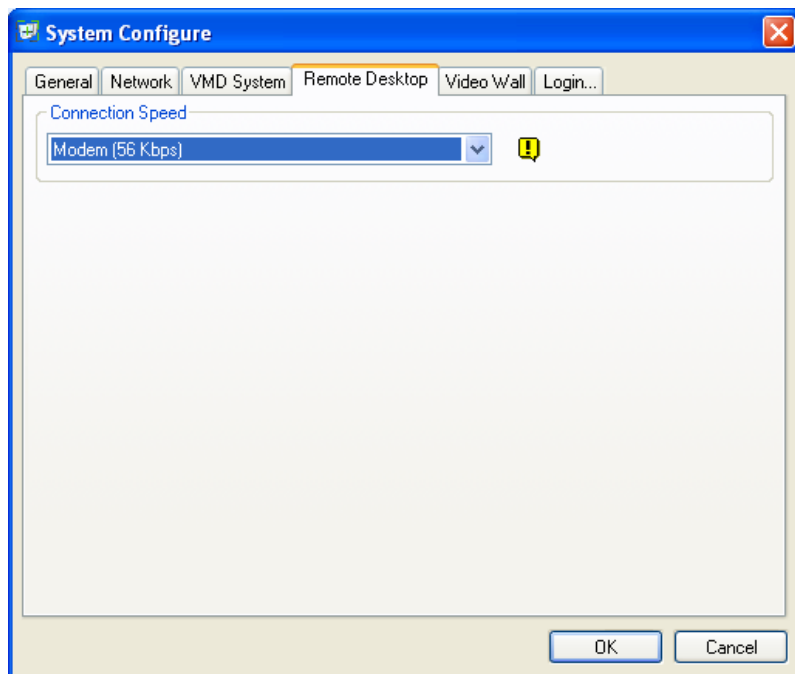 System Configure
General Network VMD System Remote Desktop Video Wall Login...
Connection Speed
Modem (56 Kbps)
OK Cancel